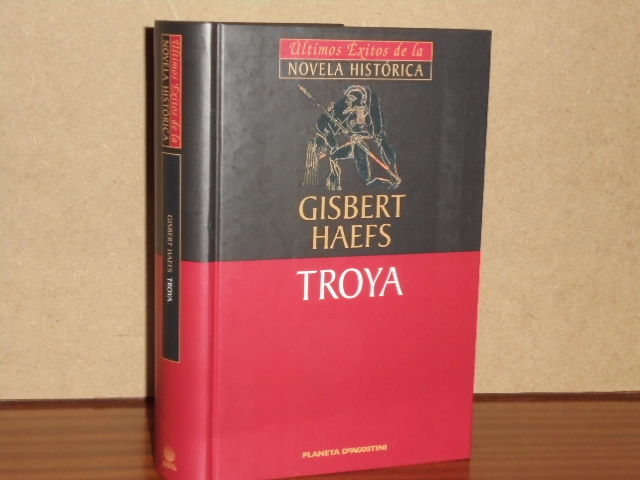 Últimos Éxitos de la
NOVELA HISTÓRICA
GISBERT
HAEFS
TROYA
PLANETA DEAGOSTINI
Últimos Éxitos de la
NOVELA HISTÓRICA
GISBERT HAEFS TROYA